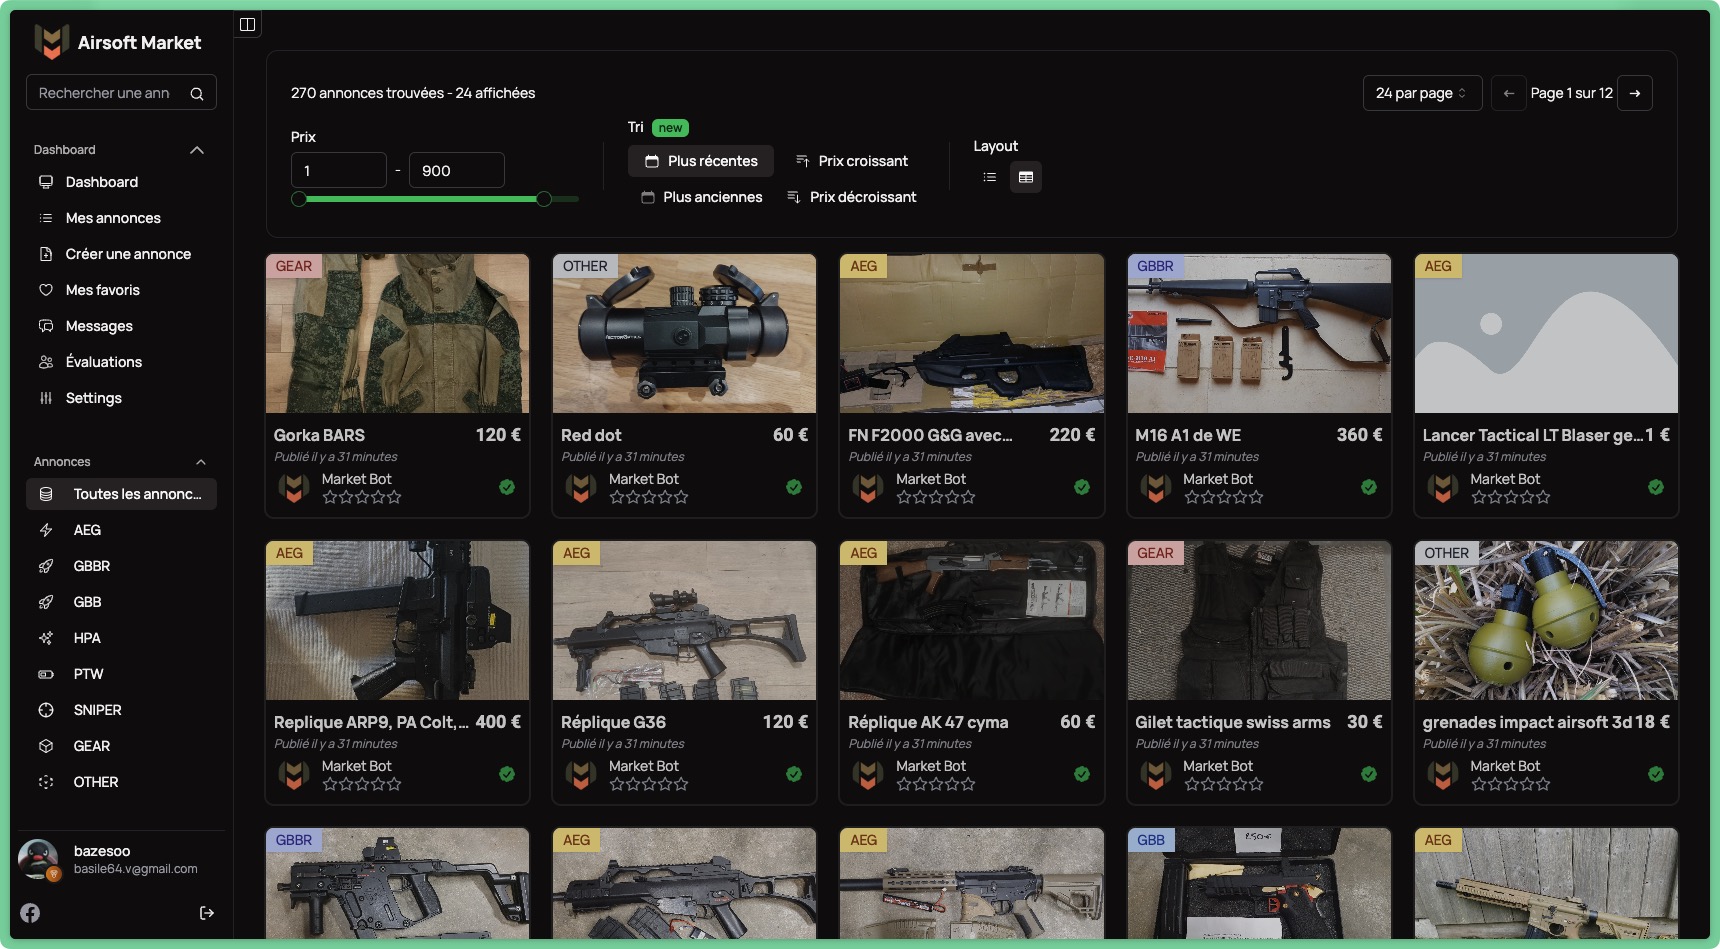 Airsoft Market
Rechercher une ann
Dashboard
Dashboard
Mes annonces
Créer une annonce
Mes favoris
Messages
Évaluations
Settings
Annonces
Toutes les annonc...
AEG
GBBR
GBB
HPA
PTW
SNIPER
GEAR
OTHER
bazesoo
basile64.v@gmail.com
270 annonces trouvées - 24 affichées
24 par page
Page 1 sur 12
Prix
1 - 900
Tri new
Plus récentes
Prix croissant
Plus anciennes
Prix décroissant
Layout
GEAR
Gorka BARS 120 €
Publié il y a 31 minutes
Market Bot
OTHER
Red dot 60 €
Publié il y a 31 minutes
Market Bot
AEG
FN F2000 G&G avec... 220 €
Publié il y a 31 minutes
Market Bot
GBBR
M16 A1 de WE 360 €
Publié il y a 31 minutes
Market Bot
AEG
Lancer Tactical LT Blaser ge... 1 €
Publié il y a 31 minutes
Market Bot
AEG
Replique ARP9, PA Colt,... 400 €
Publié il y a 31 minutes
Market Bot
AEG
Réplique G36 120 €
Publié il y a 31 minutes
Market Bot
AEG
Réplique AK 47 cyma 60 €
Publié il y a 31 minutes
Market Bot
GEAR
Gilet tactique swiss arms 30 €
Publié il y a 31 minutes
Market Bot
OTHER
grenades impact airsoft 3d 18 €
Publié il y a 31 minutes
Market Bot
GBBR
AEG
AEG
GBB
AEG